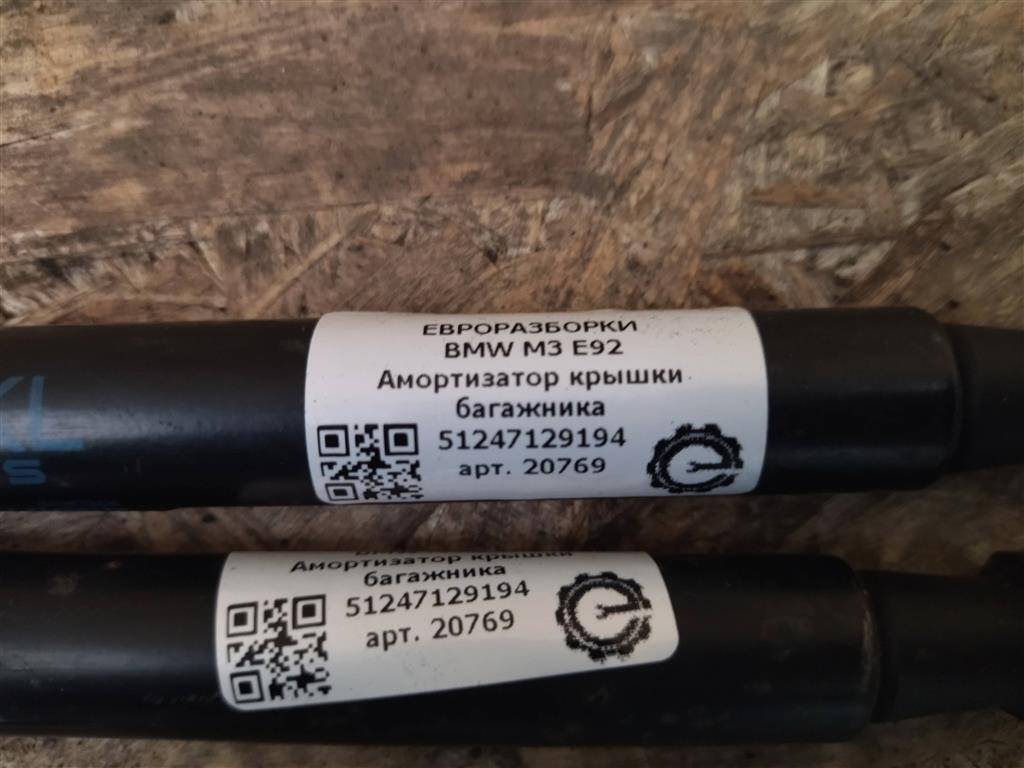 ЕВРОРАЗБОРКИ
BMW M3 E92
Амортизатор крышки
багажника
51247129194
арт. 20769
Амортизатор крышки
багажника
51247129194
арт. 20769